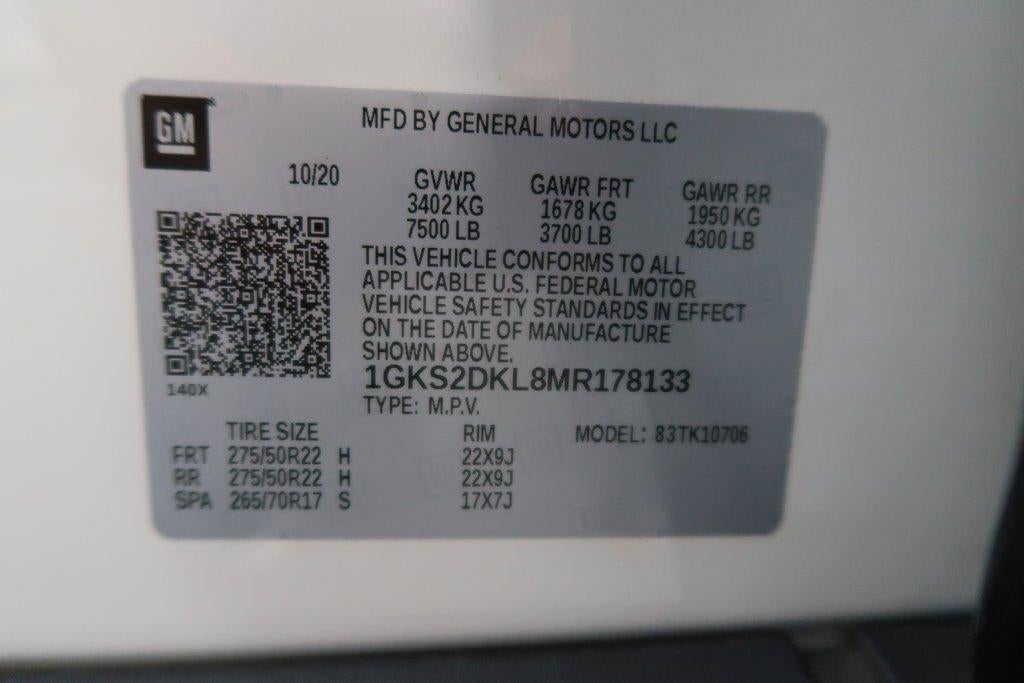 GM
MFD BY GENERAL MOTORS LLC
10/20
GVWR GAWR FRT GAWR RR
3402 KG 1678 KG 1950 KG
7500 LB 3700 LB 4300 LB
THIS VEHICLE CONFORMS TO ALL
APPLICABLE U.S. FEDERAL MOTOR
VEHICLE SAFETY STANDARDS IN EFFECT
ON THE DATE OF MANUFACTURE
SHOWN ABOVE.
1GKS2DKL8MR178133
140X
TYPE: M.P.V.
TIRE SIZE RIM MODEL: 83TK10706
FRT 275/50R22 H 22X9J
RR 275/50R22 H 22X9J
SPA 265/70R17 S 17X7J